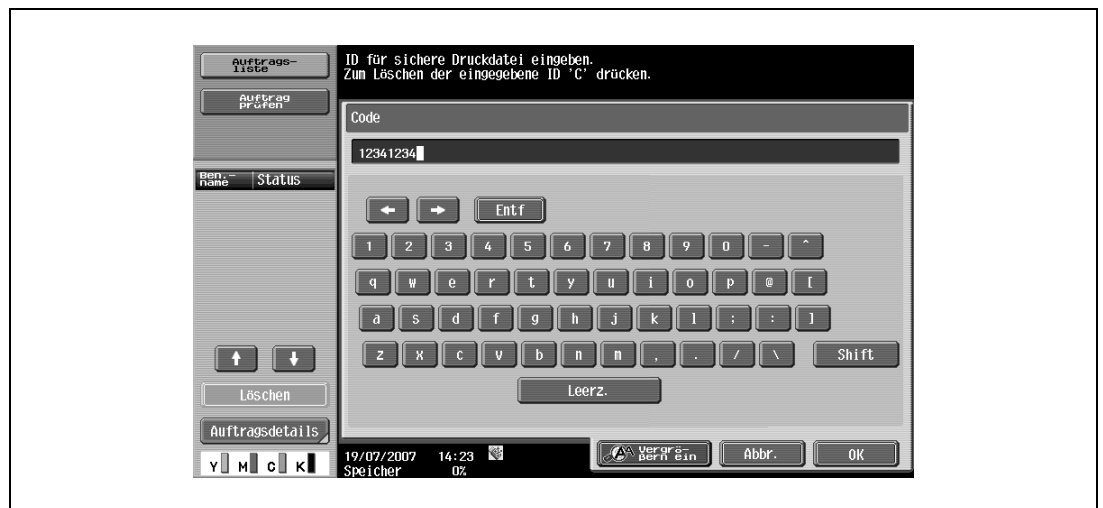 Auftrags-
liste
Auftrag
prüfen
Ben.-
name Status
Löschen
Auftragsdetails
Y M C K
ID für sichere Druckdatei eingeben.
Zum Löschen der eingegebene ID 'C' drücken.
Code
12341234
Entf
1 2 3 4 5 6 7 8 9 0 - ^
q w e r t y u i o p @ [
a s d f g h j k l ; : ]
z x c v b n m , . / \ Shift
Leerz.
19/07/2007 14:23
Speicher 0%
Vergrö-
ßern ein
Abbr.
OK